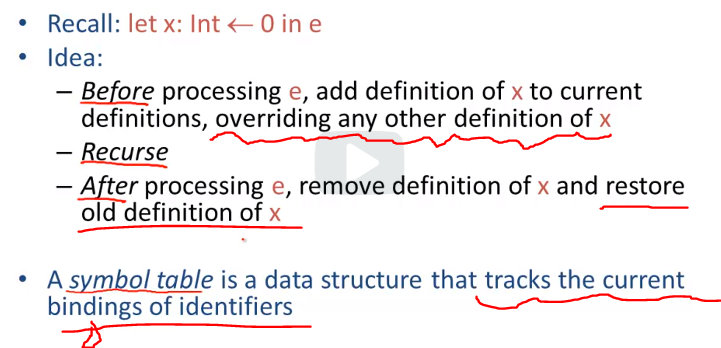 • Recall: let x: Int ← 0 in e
• Idea:
– Before processing e, add definition of x to current
definitions, overriding any other definition of x
– Recurse
– After processing e, remove definition of x and restore
old definition of x
• A symbol table is a data structure that tracks the current
bindings of identifiers